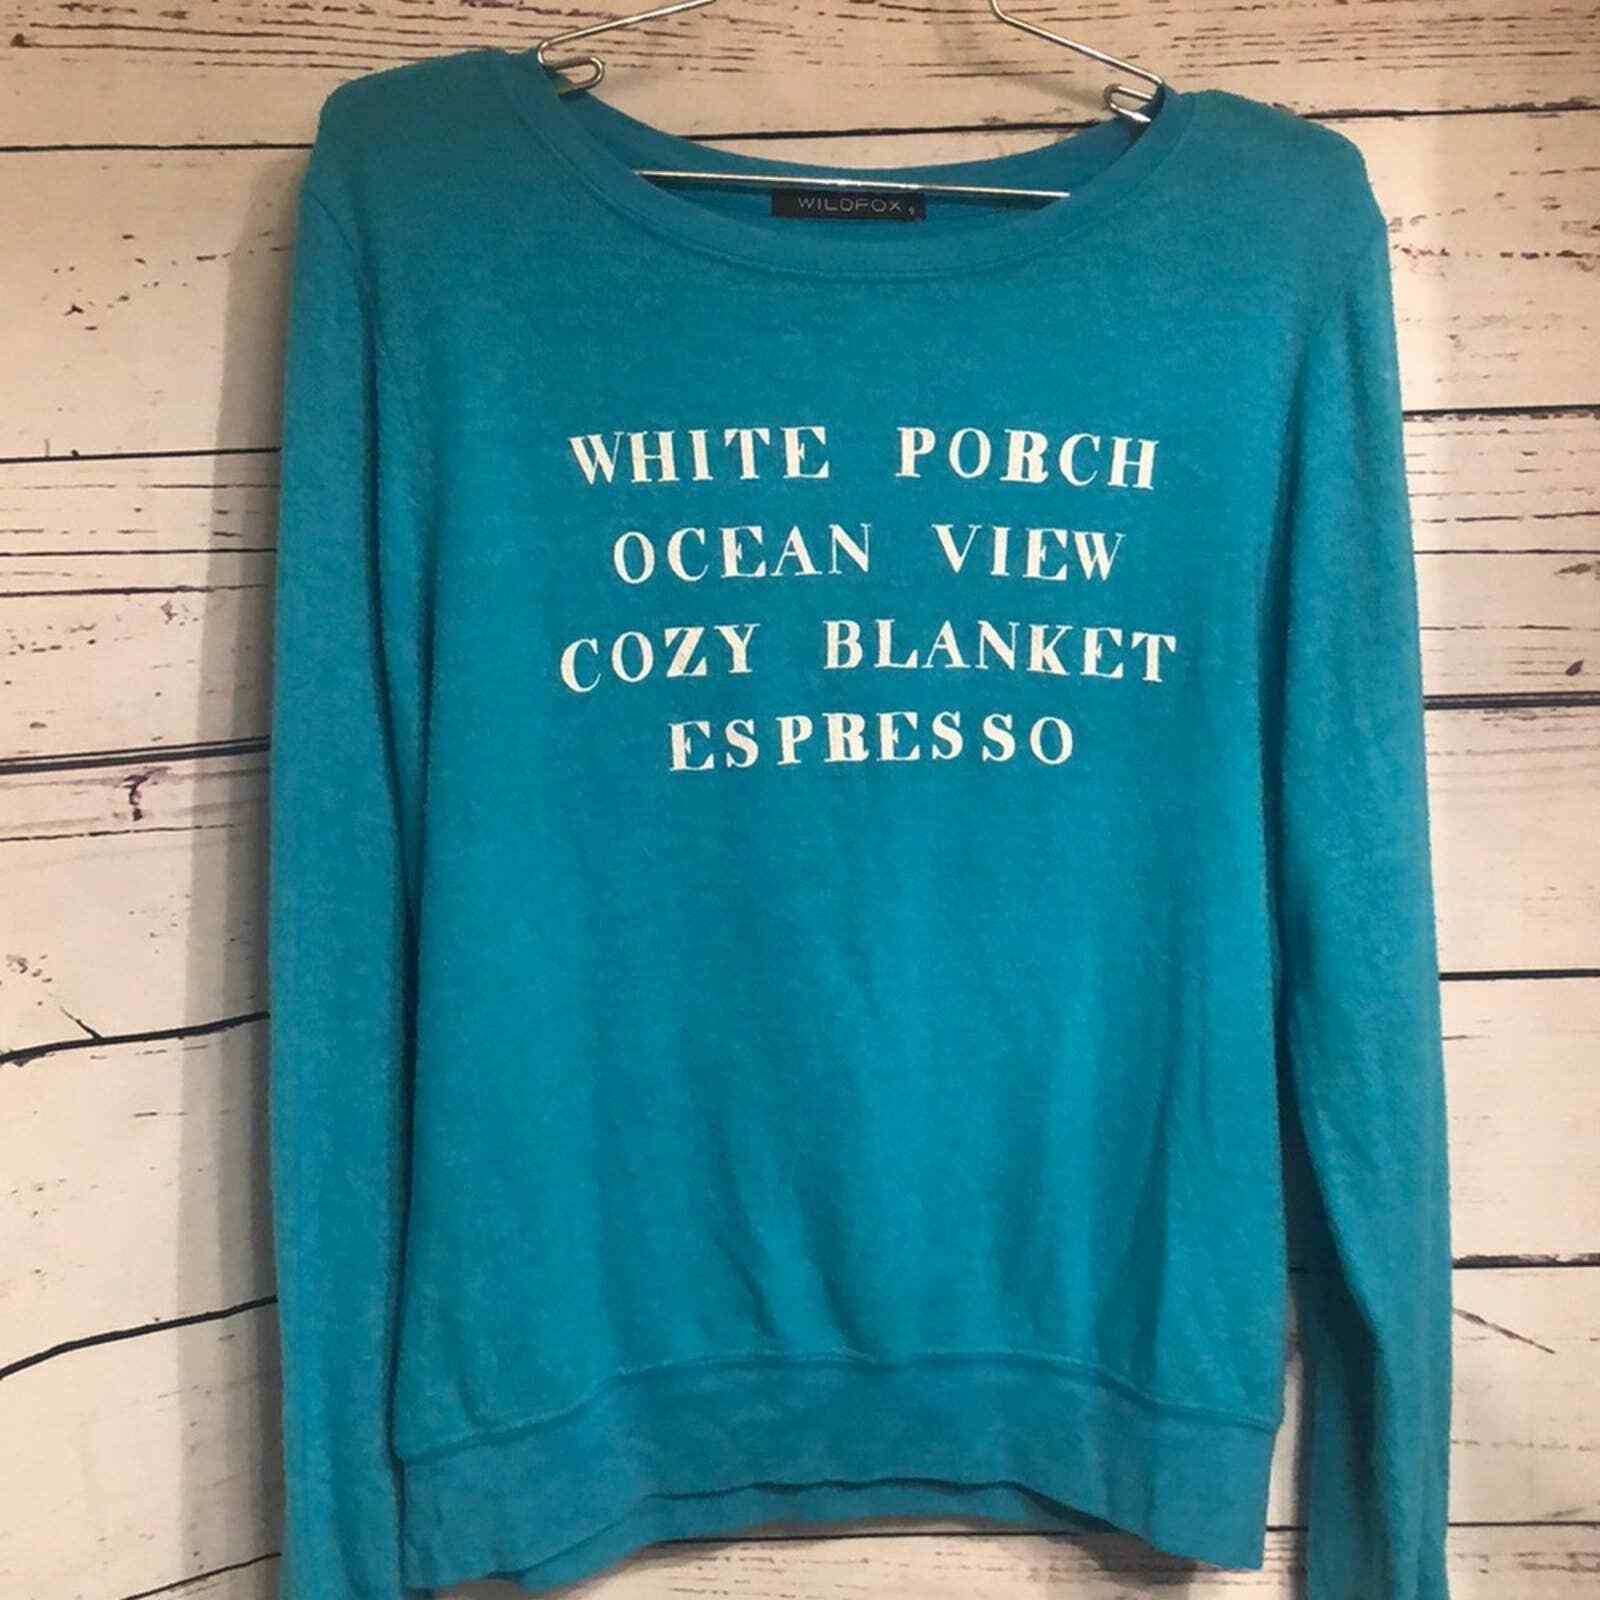 WILDFOX S
WHITE PORCH
OCEAN VIEW
COZY BLANKET
ESPRESSO